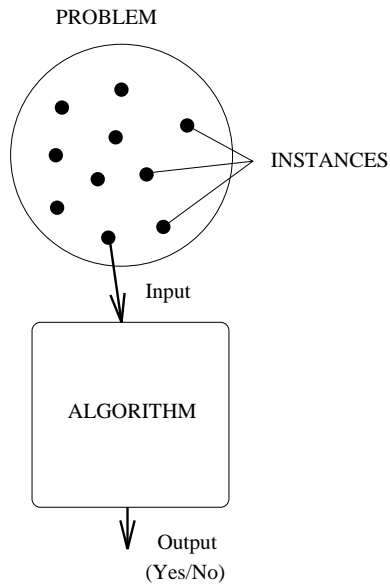 PROBLEM
INSTANCES
Input
ALGORITHM
Output
(Yes/No)